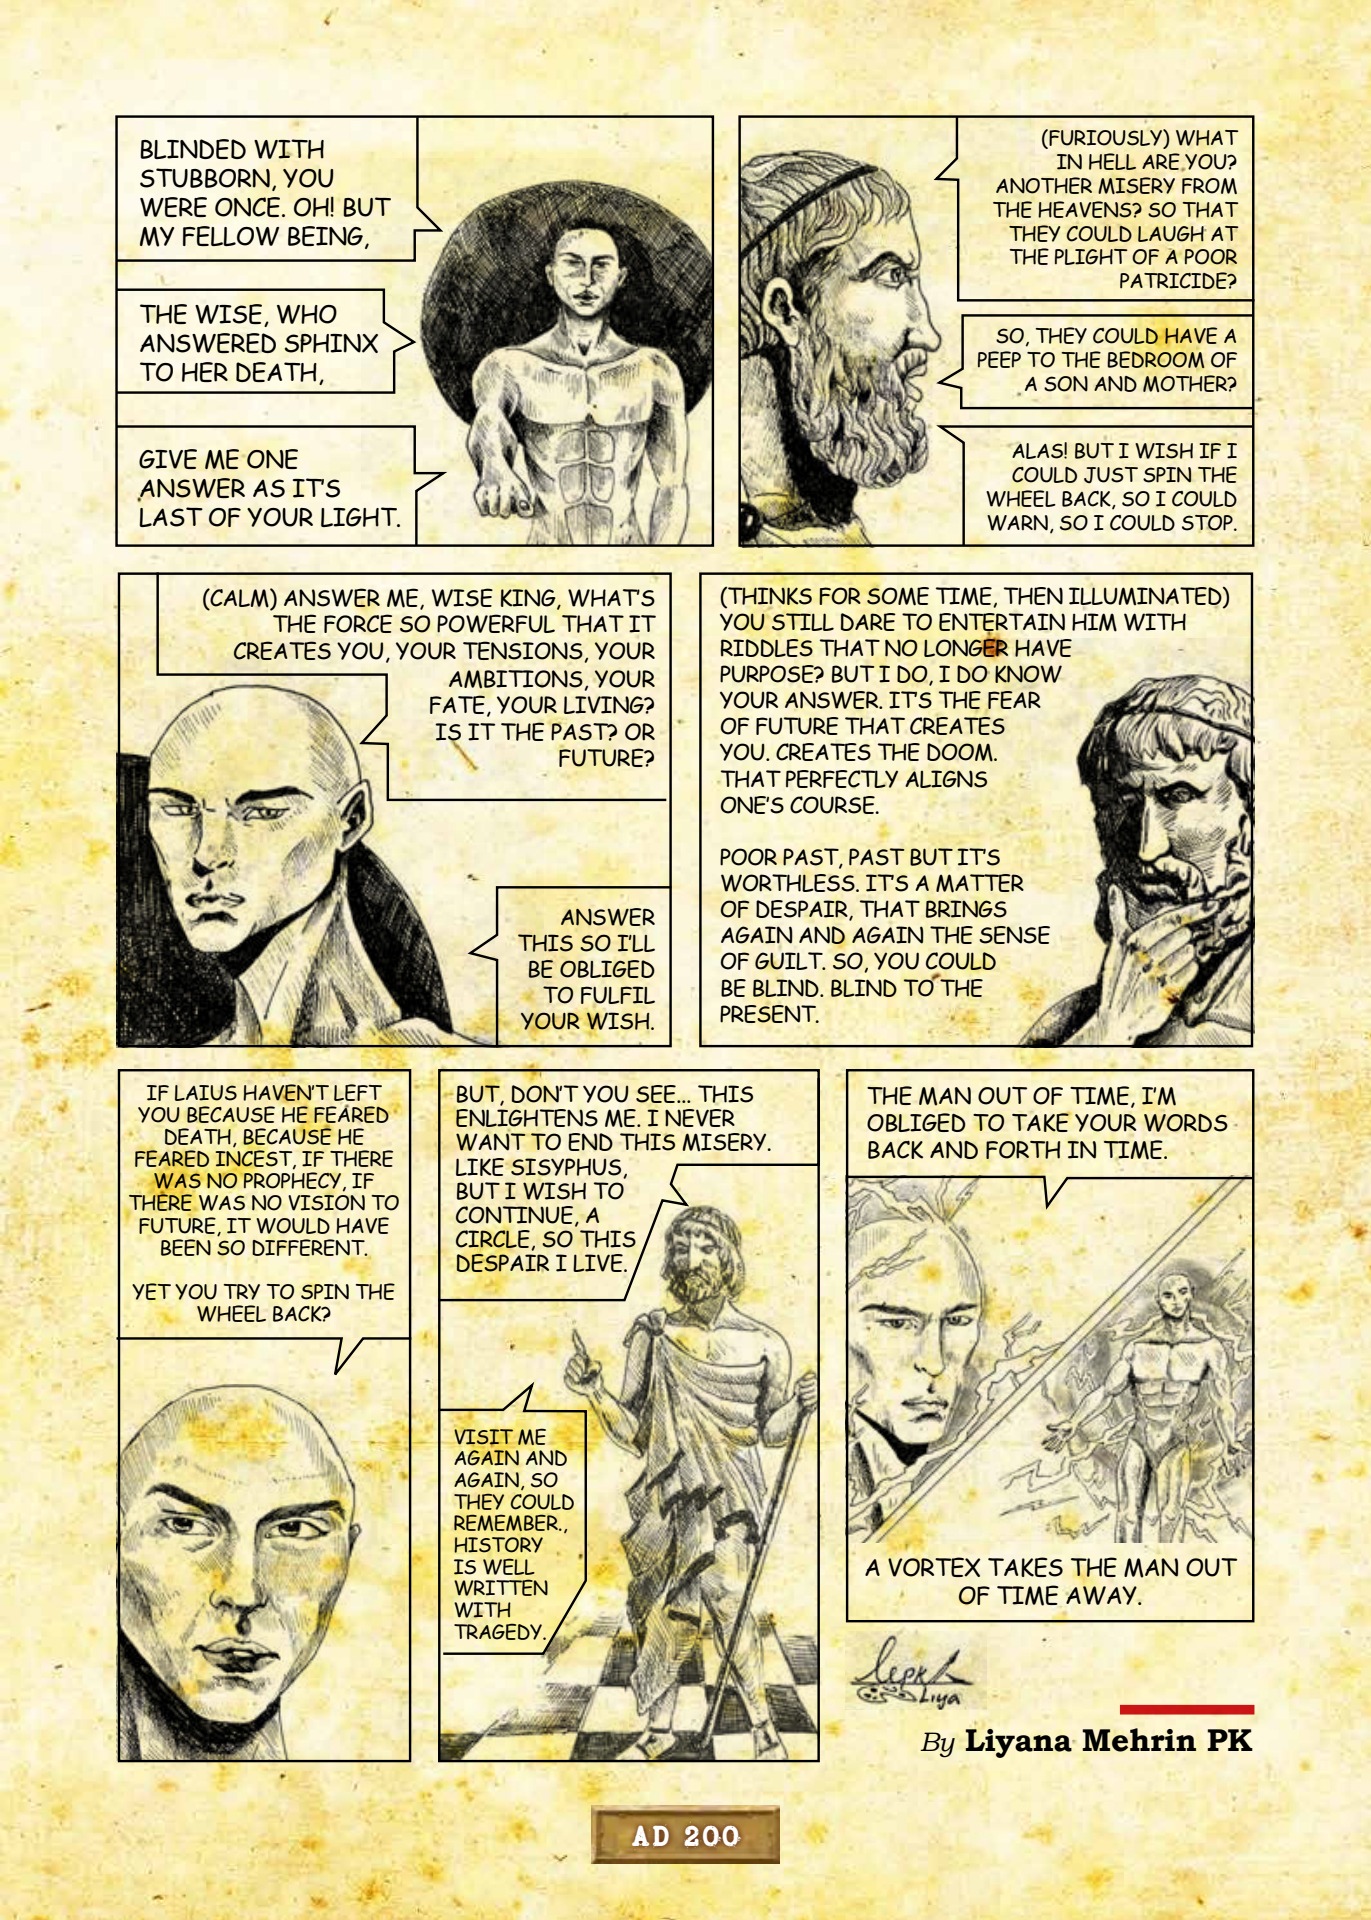 BLINDED WITH
STUBBORN, YOU
WERE ONCE. OH! BUT
MY FELLOW BEING,
THE WISE, WHO
ANSWERED SPHINX
TO HER DEATH,
GIVE ME ONE
ANSWER AS IT'S
LAST OF YOUR LIGHT.
(FURIOUSLY) WHAT
IN HELL ARE YOU?
ANOTHER MISERY FROM
THE HEAVENS? SO THAT
THEY COULD LAUGH AT
THE PLIGHT OF A POOR
PATRICIDE?
SO, THEY COULD HAVE A
PEEP TO THE BEDROOM OF
A SON AND MOTHER?
ALAS! BUT I WISH IF I
COULD JUST SPIN THE
WHEEL BACK, SO I COULD
WARN, SO I COULD STOP.
(CALM) ANSWER ME, WISE KING, WHAT'S
THE FORCE SO POWERFUL THAT IT
CREATES YOU, YOUR TENSIONS, YOUR
AMBITIONS, YOUR
FATE, YOUR LIVING?
IS IT THE PAST? OR
FUTURE?
ANSWER
THIS SO I'LL
BE OBLIGED
TO FULFIL
YOUR WISH.
(THINKS FOR SOME TIME, THEN ILLUMINATED)
YOU STILL DARE TO ENTERTAIN HIM WITH
RIDDLES THAT NO LONGER HAVE
PURPOSE? BUT I DO, I DO KNOW
YOUR ANSWER. IT'S THE FEAR
OF FUTURE THAT CREATES
YOU. CREATES THE DOOM.
THAT PERFECTLY ALIGNS
ONE'S COURSE.
POOR PAST, PAST BUT IT'S
WORTHLESS. IT'S A MATTER
OF DESPAIR, THAT BRINGS
AGAIN AND AGAIN THE SENSE
OF GUILT. SO, YOU COULD
BE BLIND. BLIND TO THE
PRESENT.
IF LAIUS HAVEN'T LEFT
YOU BECAUSE HE FEARED
DEATH, BECAUSE HE
FEARED INCEST, IF THERE
WAS NO PROPHECY, IF
THERE WAS NO VISION TO
FUTURE, IT WOULD HAVE
BEEN SO DIFFERENT.
YET YOU TRY TO SPIN THE
WHEEL BACK?
BUT, DON'T YOU SEE... THIS
ENLIGHTENS ME. I NEVER
WANT TO END THIS MISERY.
LIKE SISYPHUS,
BUT I WISH TO
CONTINUE, A
CIRCLE, SO THIS
DESPAIR I LIVE.
VISIT ME
AGAIN AND
AGAIN, SO
THEY COULD
REMEMBER.,
HISTORY
IS WELL
WRITTEN
WITH
TRAGEDY.
THE MAN OUT OF TIME, I'M
OBLIGED TO TAKE YOUR WORDS
BACK AND FORTH IN TIME.
A VORTEX TAKES THE MAN OUT
OF TIME AWAY.
Liya
By Liyana Mehrin PK
AD 200